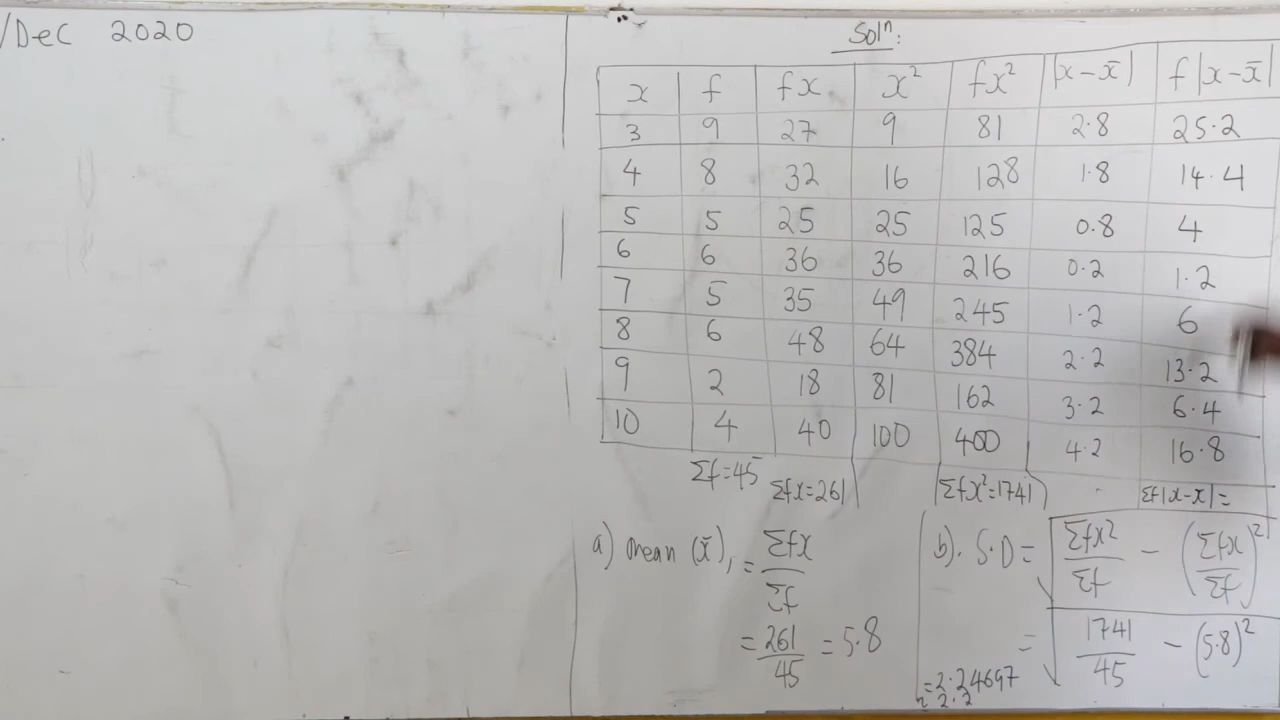 /Dec 2020
Solⁿ:
x f fx x² fx² |x-x̄| f|x-x̄|
3 9 27 9 81 2.8 25.2
4 8 32 16 128 1.8 14.4
5 5 25 25 125 0.8 4
6 6 36 36 216 0.2 1.2
7 5 35 49 245 1.2 6
8 6 48 64 384 2.2 13.2
9 2 18 81 162 3.2 6.4
10 4 40 100 400 4.2 16.8
Σf=45 Σfx=261 Σfx²=1741 Σf|x-x̄|=
a) mean (x̄), = Σfx/Σf
= 261/45 = 5.8
b). S.D = √(Σfx²/Σf - (Σfx/Σf)²)
= √(1741/45 - (5.8)²)
= 2.24697
≈ 2.2